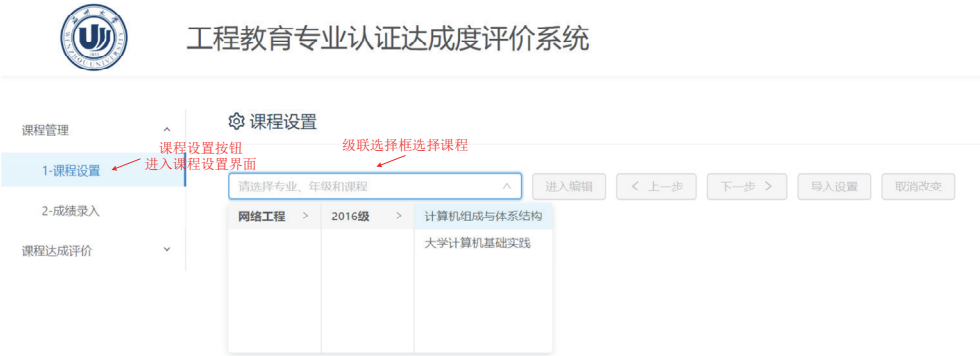 工程教育专业认证达成度评价系统
课程管理
1-课程设置
2-成绩录入
课程达成评价
课程设置按钮
进入课程设置界面
课程设置
级联选择框选择课程
请选择专业、年级和课程
进入编辑
< 上一步
下一步 >
导入设置
取消改变
网络工程 >
2016级 >
计算机组成与体系结构
大学计算机基础实践